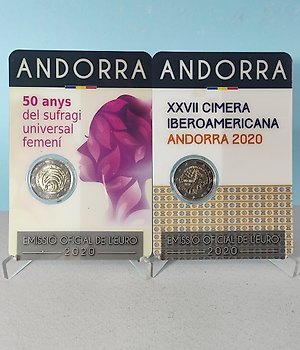 ANDORRA
50 anys
del sufragi
universal
femení
EMISSIÓ OFICIAL DE L'EURO
2020
ANDORRA
XXVII CIMERA
IBEROAMERICANA
ANDORRA 2020
EMISSIÓ OFICIAL DE L'EURO
2020